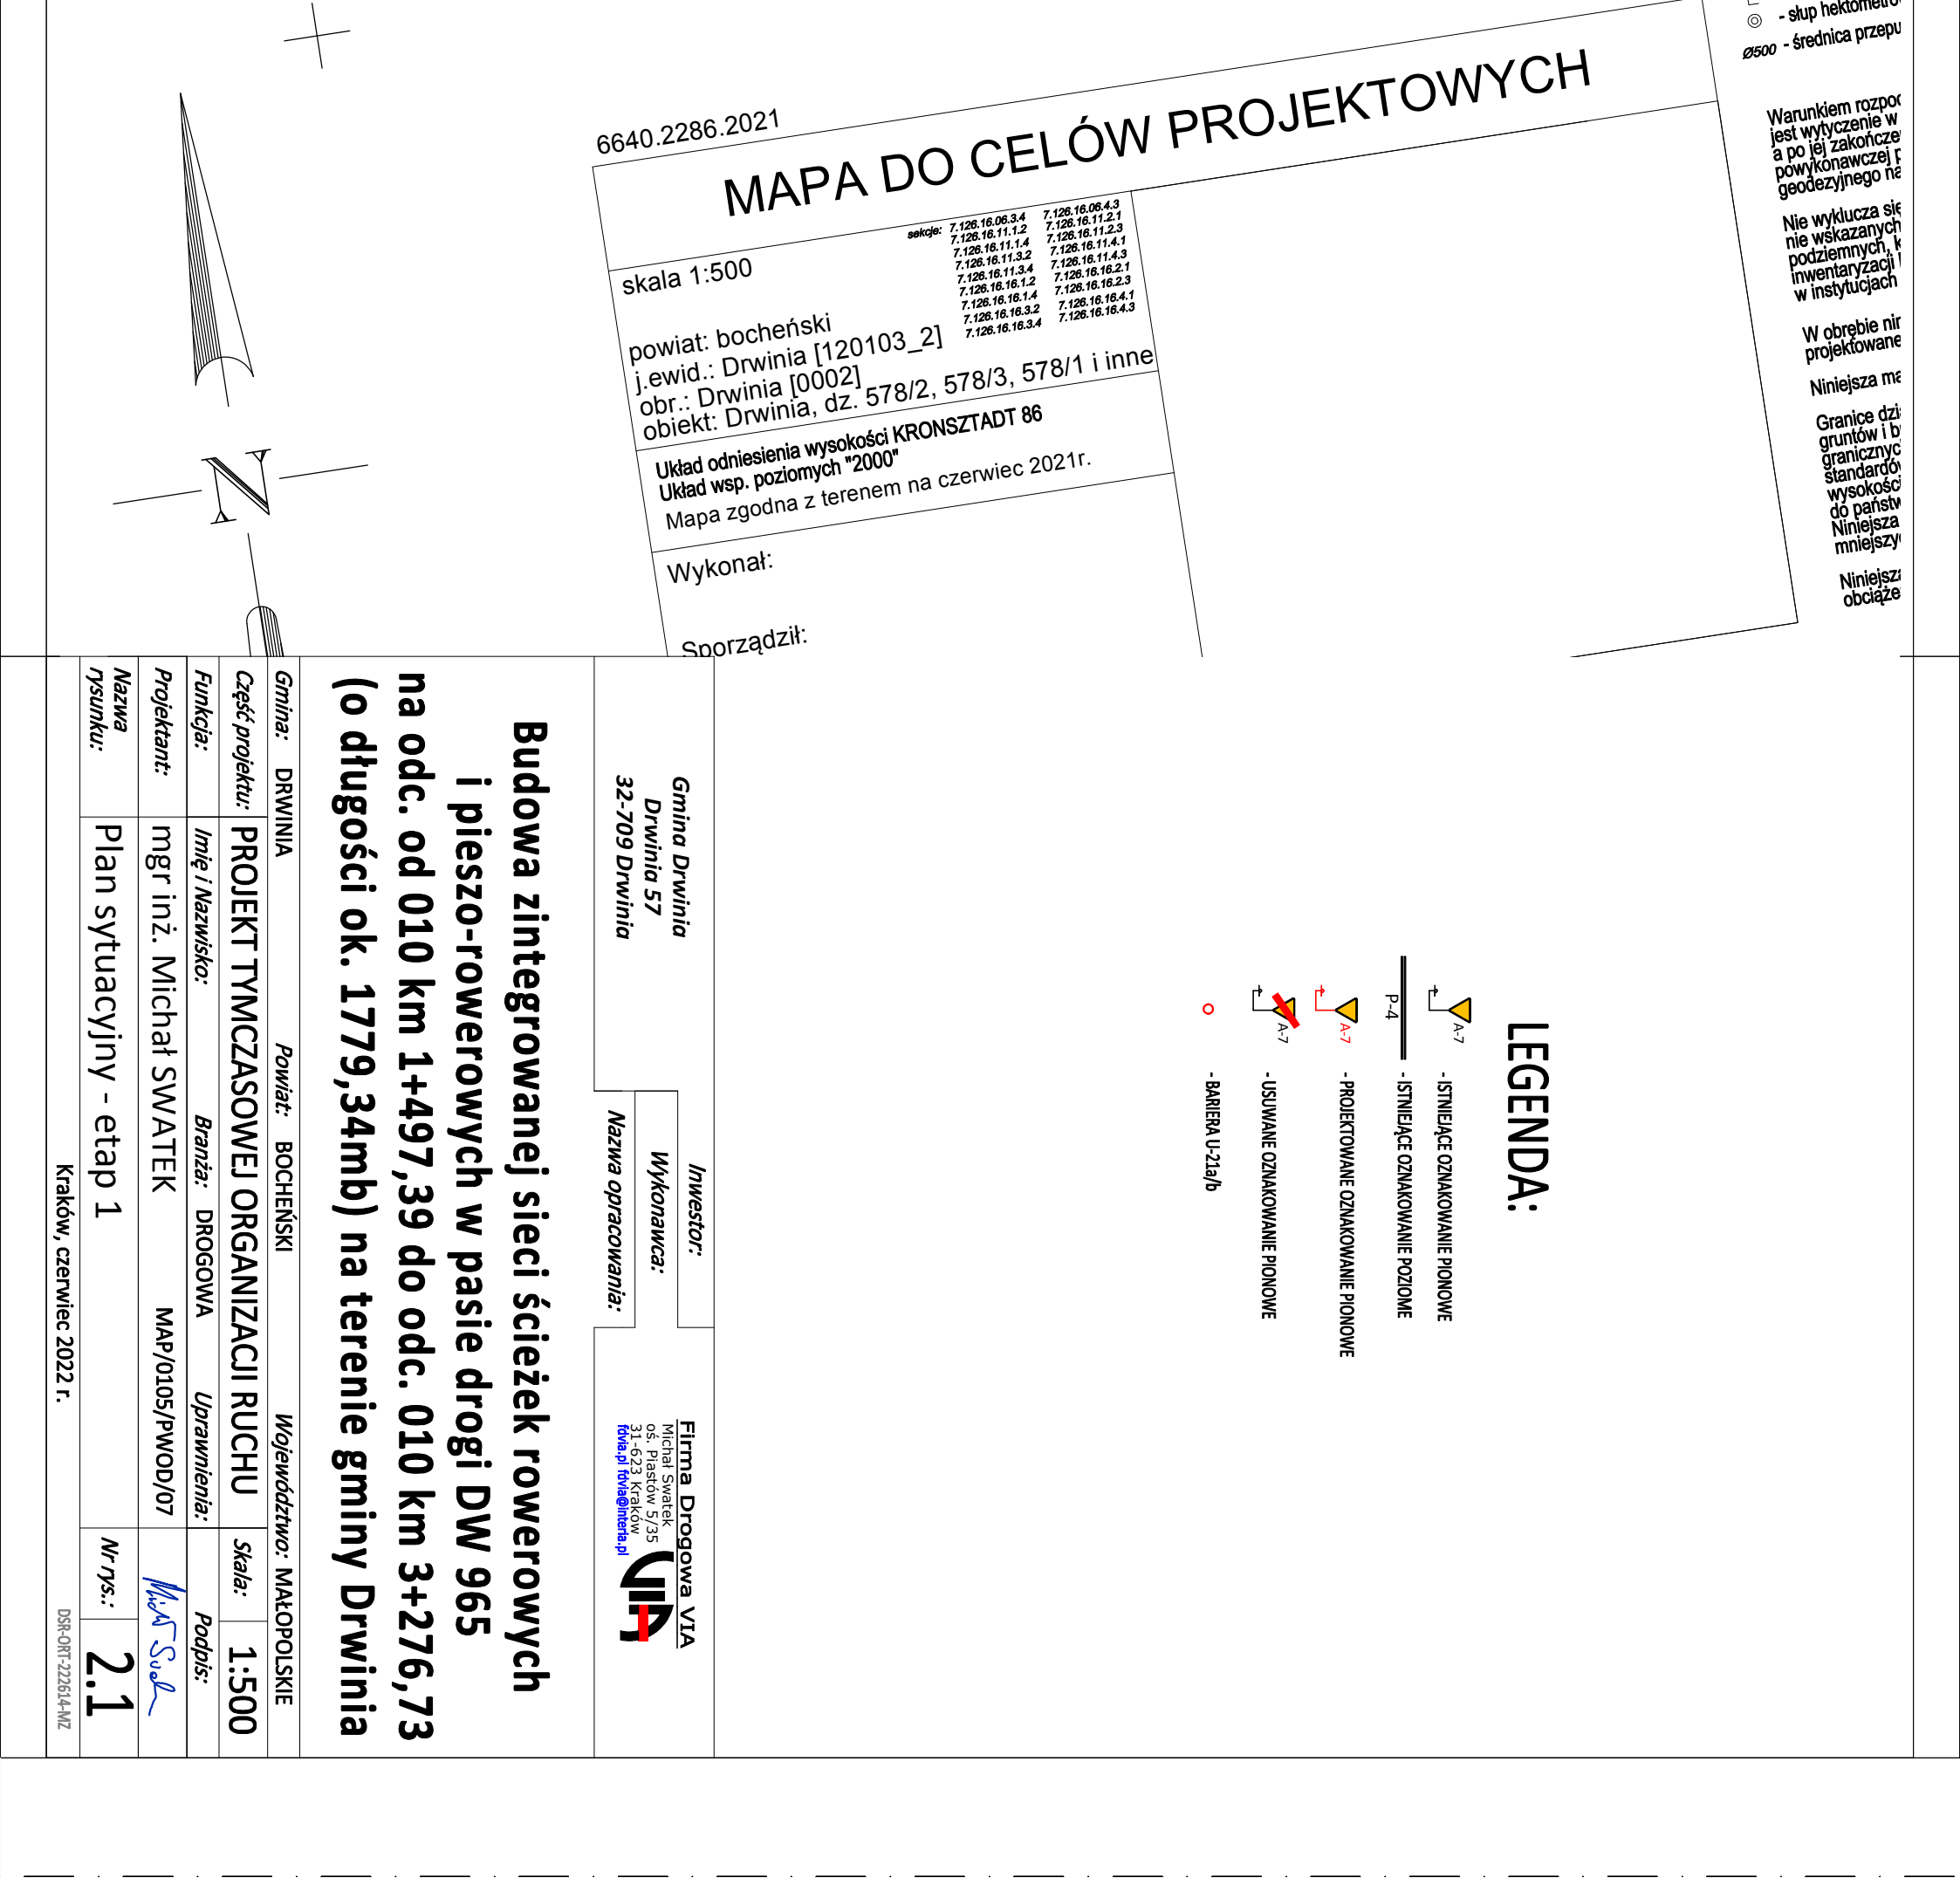 - słup hektometro
Ø500 - średnica przepu
6640.2286.2021
MAPA DO CELÓW PROJEKTOWYCH
sekcje:
7.126.16.06.3.4 7.126.16.06.4.3
7.126.16.11.1.2 7.126.16.11.2.1
7.126.16.11.1.4 7.126.16.11.2.3
7.126.16.11.3.2 7.126.16.11.4.1
7.126.16.11.3.4 7.126.16.11.4.3
7.126.16.16.1.2 7.126.16.16.2.1
7.126.16.16.1.4 7.126.16.16.2.3
7.126.16.16.3.2 7.126.16.16.4.1
7.126.16.16.3.4 7.126.16.16.4.3
skala 1:500
powiat: bocheński
j.ewid.: Drwinia [120103_2]
obr.: Drwinia [0002]
obiekt: Drwinia, dz. 578/2, 578/3, 578/1 i inne
Układ odniesienia wysokości KRONSZTADT 86
Układ wsp. poziomych "2000"
Mapa zgodna z terenem na czerwiec 2021r.
Wykonał:
Sporządził:
N
Warunkiem rozpoc
jest wytyczenie w
a po jej zakończe
powykonawczej p
geodezyjnego na
Nie wyklucza się
nie wskazanych
podziemnych, k
inwentaryzacji
w instytucjach
W obrębie nin
projektowane
Niniejsza ma
Granice dzi
gruntów i b
granicznyc
standardów
wysokości
do państw
Niniejsza
mniejszy
Niniejsza
obciąże
LEGENDA:
A-7 - ISTNIEJĄCE OZNAKOWANIE PIONOWE
P-4 - ISTNIEJĄCE OZNAKOWANIE POZIOME
A-7 - PROJEKTOWANE OZNAKOWANIE PIONOWE
A-7 - USUWANE OZNAKOWANIE PIONOWE
- BARIERA U-21a/b
Gmina Drwinia
Drwinia 57
32-709 Drwinia
Inwestor:
Wykonawca:
Nazwa opracowania:
Firma Drogowa VIA
Michał Swatek
oś. Piastów 5/35
31-623 Kraków
fdvia.pl fdvia@interia.pl
VIA
Budowa zintegrowanej sieci ścieżek rowerowych
i pieszo-rowerowych w pasie drogi DW 965
na odc. od 010 km 1+497,39 do odc. 010 km 3+276,73
(o długości ok. 1779,34mb) na terenie gminy Drwinia
Gmina: DRWINIA Powiat: BOCHEŃSKI Województwo: MAŁOPOLSKIE
Część projektu: PROJEKT TYMCZASOWEJ ORGANIZACJI RUCHU Skala: 1:500
Funkcja: Imię i Nazwisko: Branża: DROGOWA Uprawnienia: Podpis:
Projektant: mgr inż. Michał SWATEK MAP/0105/PWOD/07
Nazwa
rysunku:
Plan sytuacyjny - etap 1 Nr rys.: 2.1
Kraków, czerwiec 2022 r.
DSR-ORT-222614-MZ